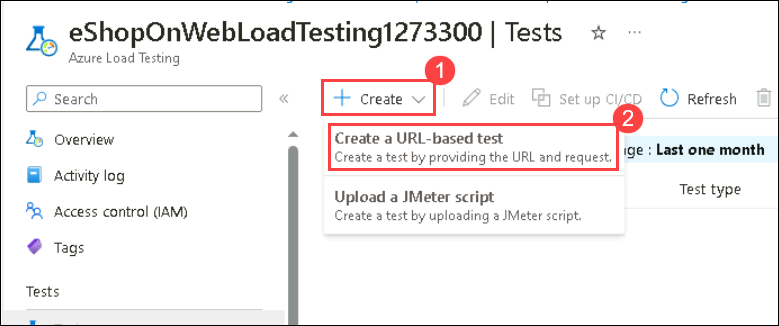 eShopOnWebLoadTesting1273300 | Tests
Azure Load Testing
Search
1
Create
Edit
Set up CI/CD
Refresh
2
Overview
Activity log
Access control (IAM)
Tags
Tests
Create a URL-based test
Create a test by providing the URL and request.
Upload a JMeter script
Create a test by uploading a JMeter script.
: Last one month
Test type